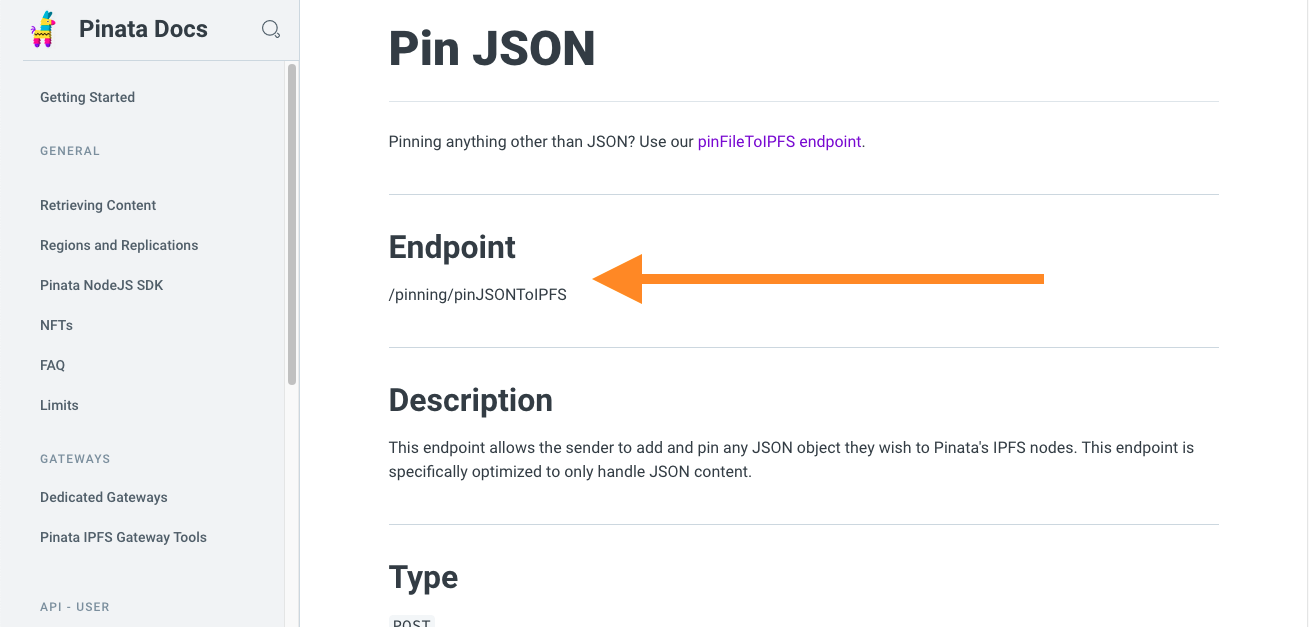 Pinata Docs
Getting Started
GENERAL
Retrieving Content
Regions and Replications
Pinata NodeJS SDK
NFTs
FAQ
Limits
GATEWAYS
Dedicated Gateways
Pinata IPFS Gateway Tools
API - USER
Pin JSON
Pinning anything other than JSON? Use our pinFileToIPFS endpoint.
Endpoint
/pinning/pinJSONToIPFS
Description
This endpoint allows the sender to add and pin any JSON object they wish to Pinata's IPFS nodes. This endpoint is
specifically optimized to only handle JSON content.
Type
POST